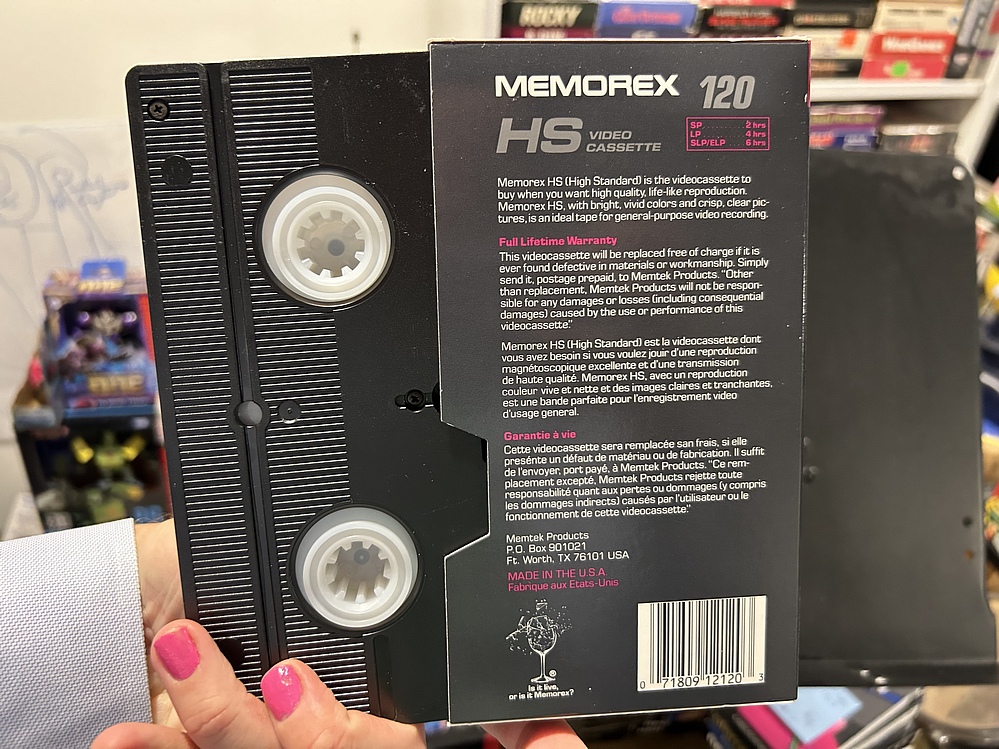 ROCKY
MEMOREX 120
HS VIDEO
CASSETTE
SP ........ 2 hrs
LP ........ 4 hrs
SLP/ELP 6 hrs
Memorex HS (High Standard) is the videocassette to
buy when you want high quality, life-like reproduction.
Memorex HS, with bright, vivid colors and crisp, clear pic-
tures, is an ideal tape for general-purpose video recording.
Full Lifetime Warranty
This videocassette will be replaced free of charge if it is
ever found defective in materials or workmanship. Simply
send it, postage prepaid, to Memtek Products. "Other
than replacement, Memtek Products will not be respon-
sible for any damages or losses (including consequential
damages) caused by the use or performance of this
videocassette."
Memorex HS (High Standard) est la videocassette dont
vous avez besoin si vous voulez jouir d'une reproduction
magnétoscopique excellente et d'une transmission
de haute qualité. Memorex HS, avec un reproduction
couleur vive et nette et des images claires et tranchantes,
est une bande parfaite pour l'enregistrement video
d'usage general.
Garantie à vie
Cette videocassette sera remplacée san frais, si elle
presénte un défaut de matériau ou de fabrication. Il suffit
de l'envoyer, port payé, à Memtek Products. "Ce rem-
placement excepté, Memtek Products rejette toute
responsabilité quant aux pertes ou dommages (y compris
les dommages indirects) causés par l'utilisateur ou le
fonctionnement de cette videocassette."
Memtek Products
P.O. Box 901021
Ft. Worth, TX 76101 USA
MADE IN THE U.S.A.
Fabrique aux Etats-Unis
Is it live,
or is it Memorex?
0 71809 12120 3